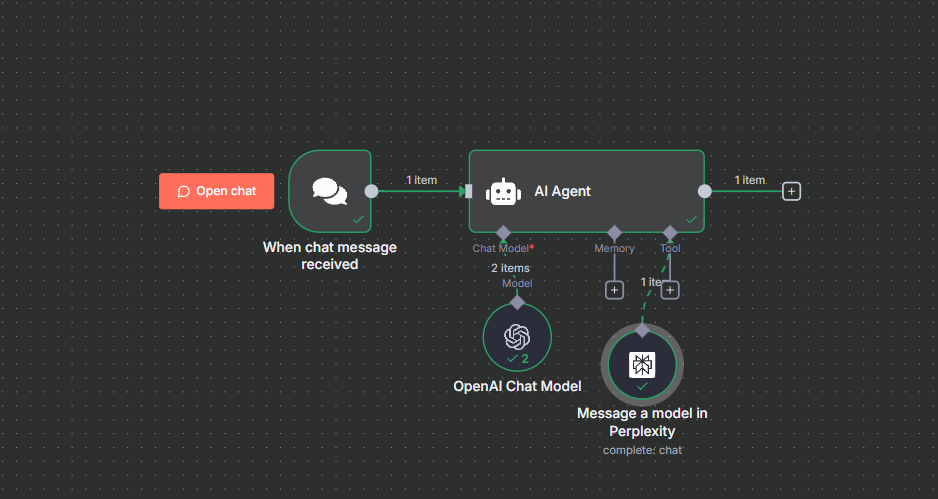 Open chat
1 item
AI Agent
1 item
When chat message
received
Chat Model*
Memory
Tool
2 items
Model
1 ite
2
OpenAI Chat Model
Message a model in
Perplexity
complete: chat